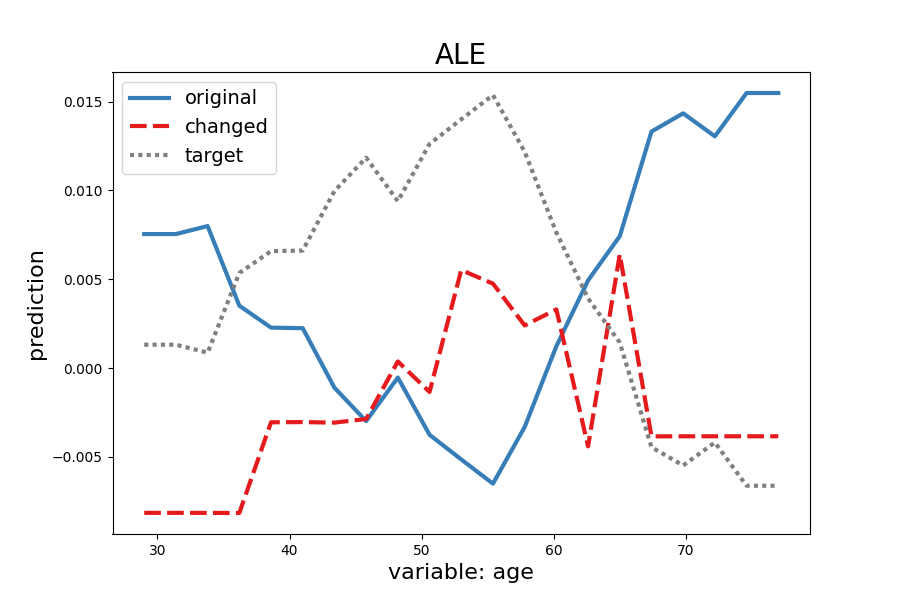 ALE
original
changed
target
prediction
0.015
0.010
0.005
0.000
−0.005
30 40 50 60 70
variable: age